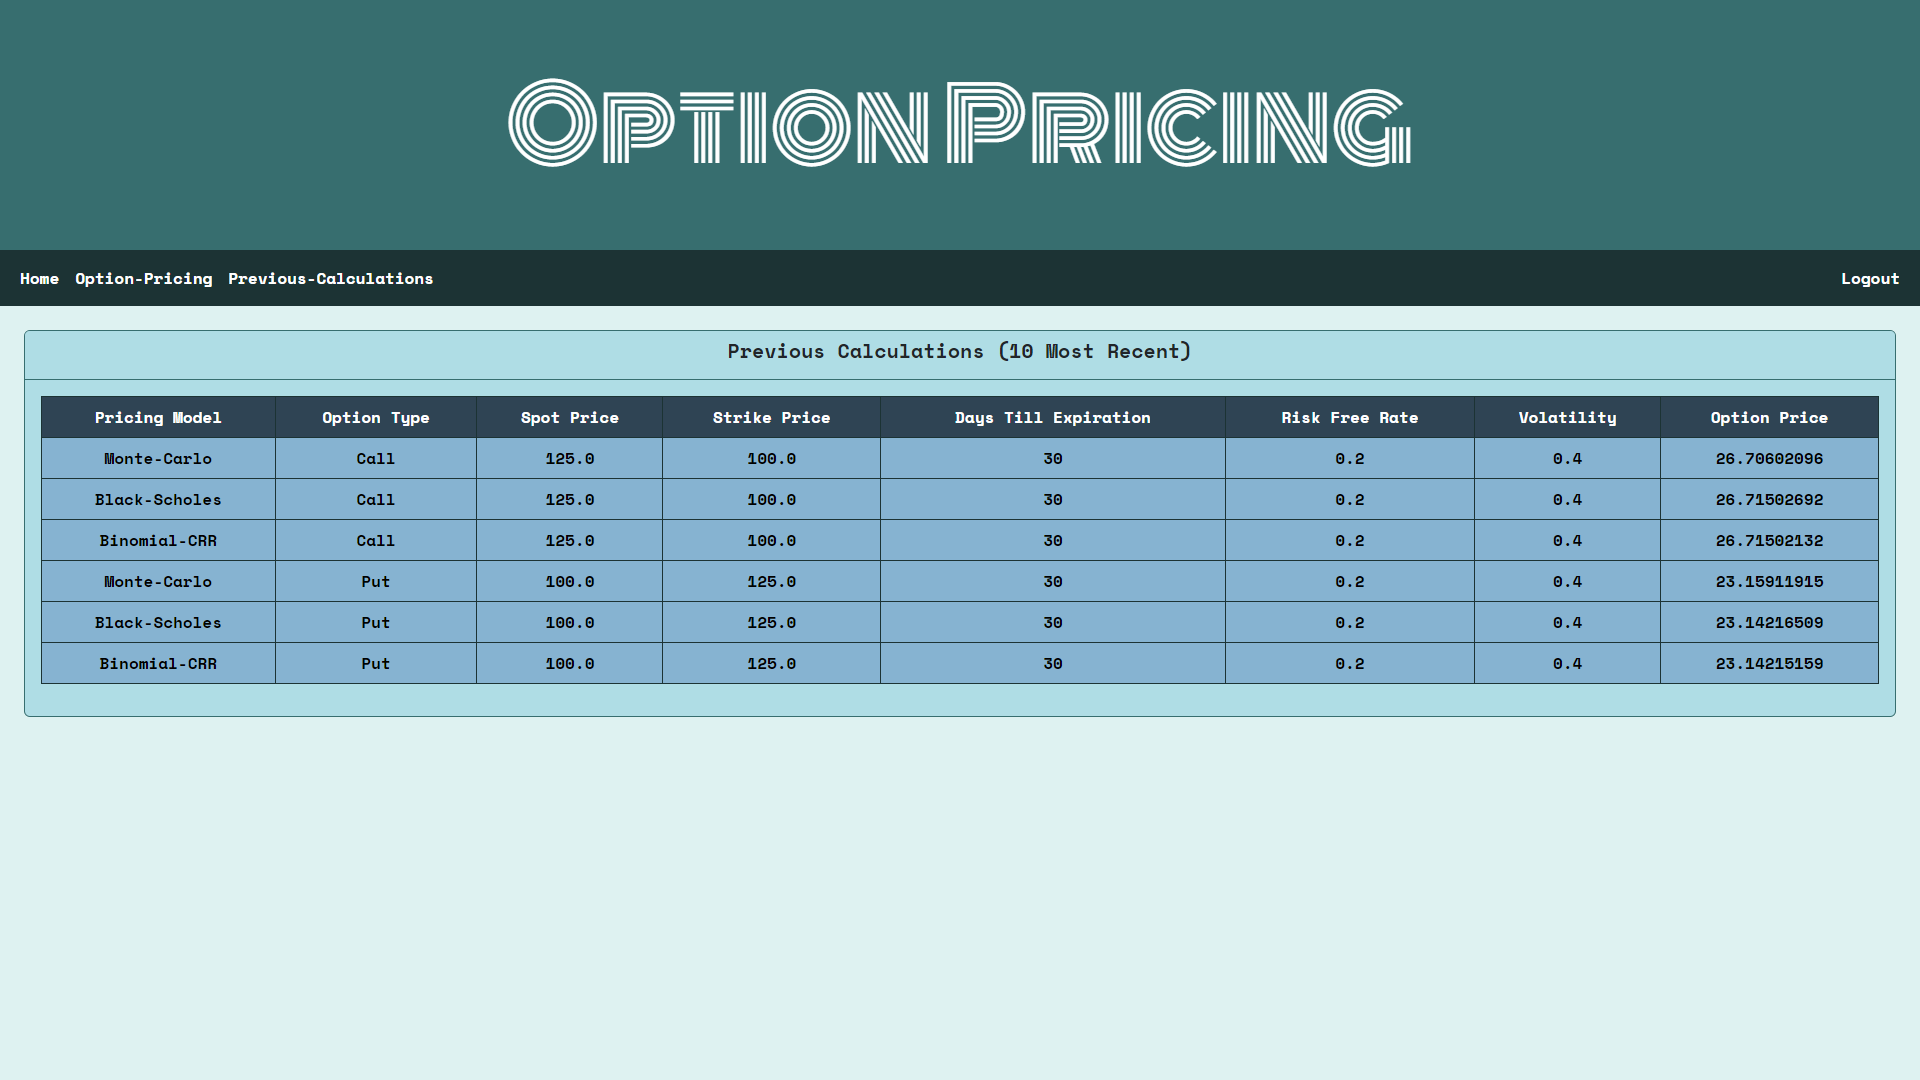 Option Pricing
Home Option-Pricing Previous-Calculations Logout
Previous Calculations (10 Most Recent)
Pricing Model Option Type Spot Price Strike Price Days Till Expiration Risk Free Rate Volatility Option Price
Monte-Carlo Call 125.0 100.0 30 0.2 0.4 26.70602096
Black-Scholes Call 125.0 100.0 30 0.2 0.4 26.71502692
Binomial-CRR Call 125.0 100.0 30 0.2 0.4 26.71502132
Monte-Carlo Put 100.0 125.0 30 0.2 0.4 23.15911915
Black-Scholes Put 100.0 125.0 30 0.2 0.4 23.14216509
Binomial-CRR Put 100.0 125.0 30 0.2 0.4 23.14215159